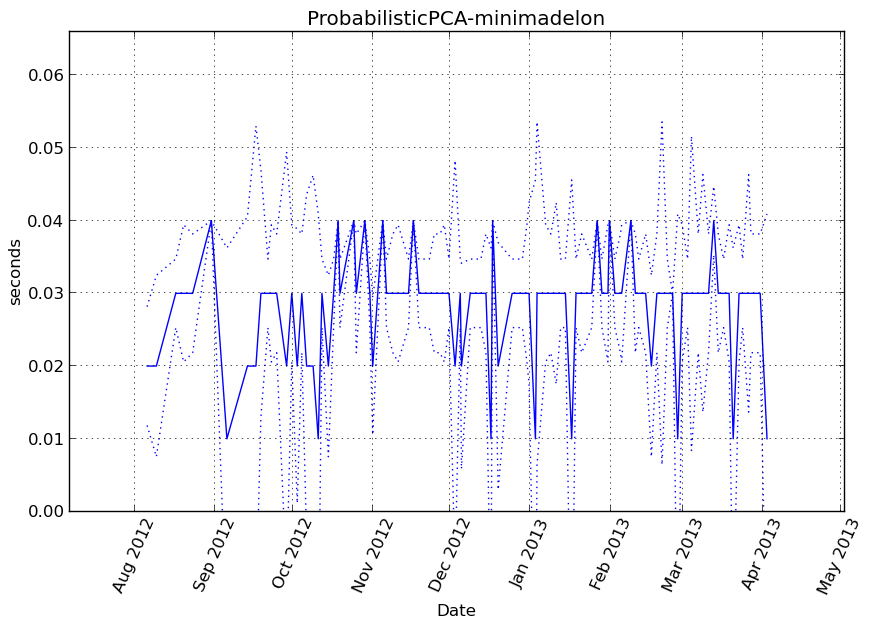 ProbabilisticPCA-minimadelon
0.06
0.05
0.04
0.03
0.02
0.01
0.00
seconds
Aug 2012
Sep 2012
Oct 2012
Nov 2012
Dec 2012
Jan 2013
Feb 2013
Mar 2013
Apr 2013
May 2013
Date